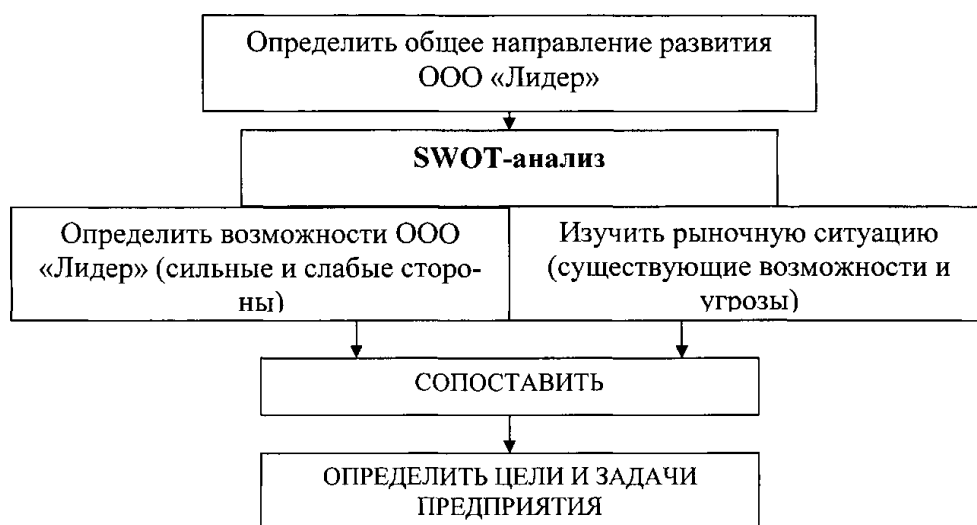 Определить общее направление развития
ООО «Лидер»
SWOT-анализ
Определить возможности ООО
«Лидер» (сильные и слабые сторо-
ны)
Изучить рыночную ситуацию
(существующие возможности и
угрозы)
СОПОСТАВИТЬ
ОПРЕДЕЛИТЬ ЦЕЛИ И ЗАДАЧИ
ПРЕДПРИЯТИЯ